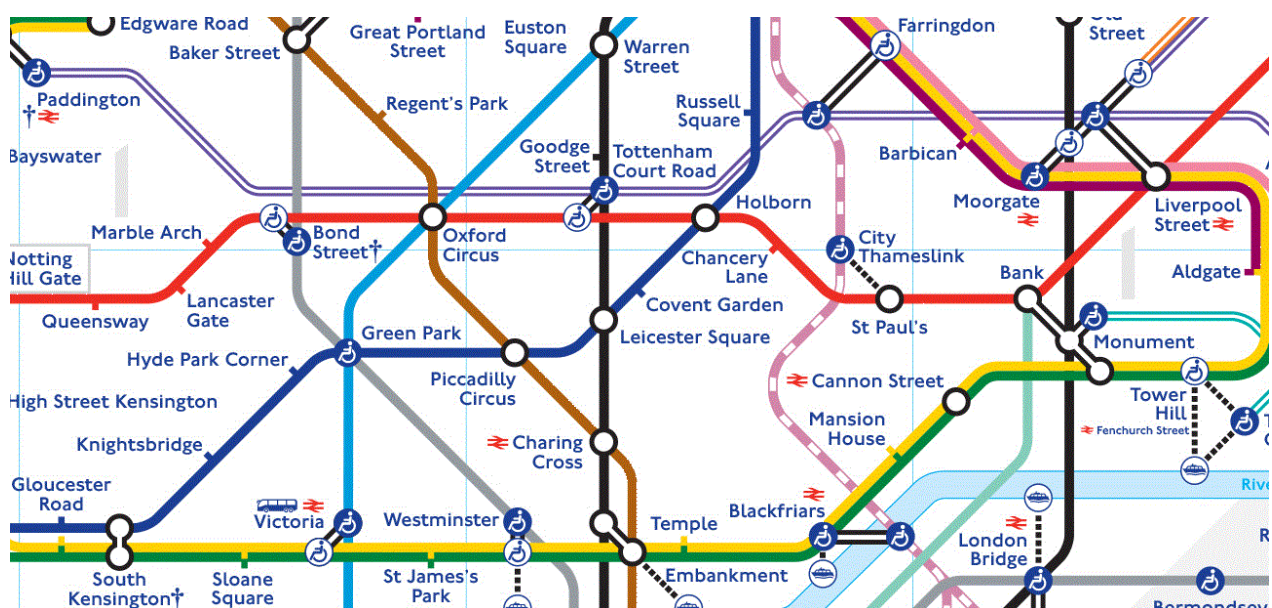 Edgware Road
Baker Street
Great Portland
Street
Euston
Square
Warren
Street
Farringdon
Street
Paddington
†
Regent's Park
Russell
Square
Bayswater
Goodge
Street
Tottenham
Court Road
Barbican
Moorgate
Liverpool
Street
Marble Arch
Bond
Street†
Oxford
Circus
Holborn
Chancery
Lane
City
Thameslink
Bank
Aldgate
Notting
Hill Gate
Queensway
Lancaster
Gate
Covent Garden
St Paul's
Green Park
Leicester Square
Monument
Hyde Park Corner
Piccadilly
Circus
Cannon Street
Tower
Hill
Fenchurch Street
High Street Kensington
Mansion
House
Knightsbridge
Charing
Cross
Gloucester
Road
Victoria
Westminster
Temple
Blackfriars
London
Bridge
South
Kensington†
Sloane
Square
St James's
Park
Embankment